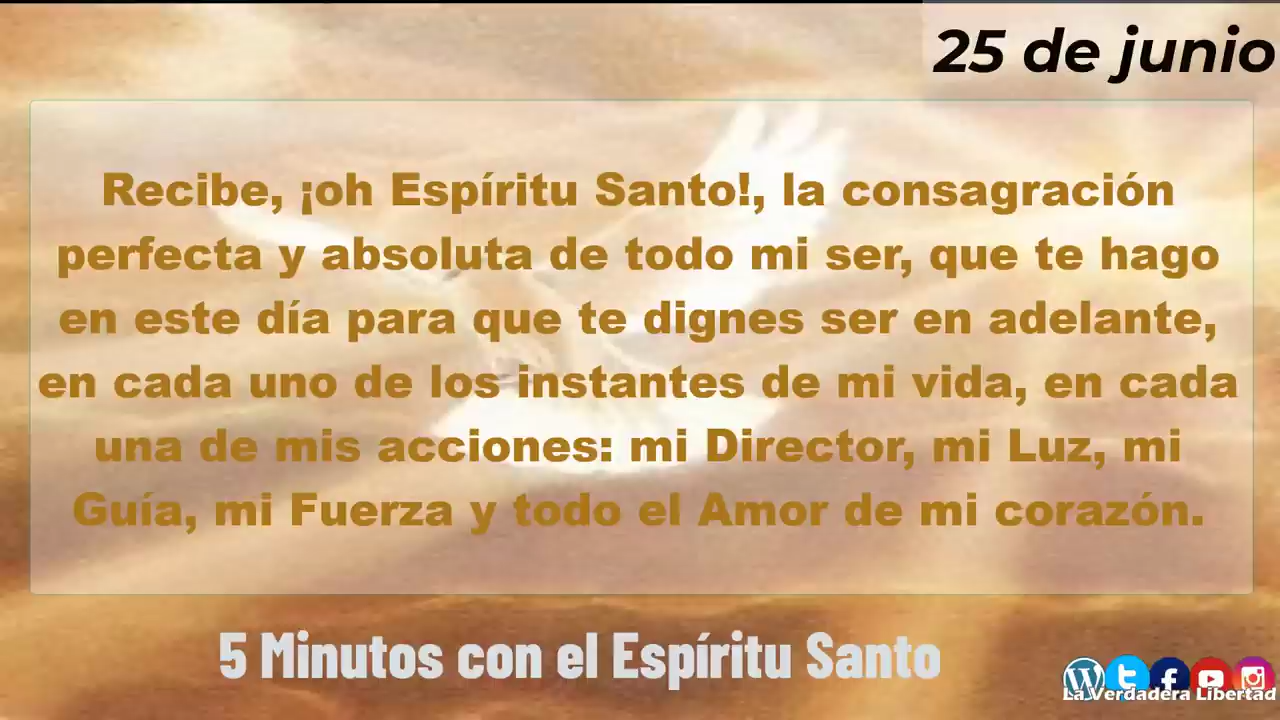 25 de junio
Recibe, ¡oh Espíritu Santo!, la consagración
perfecta y absoluta de todo mi ser, que te hago
en este día para que te dignes ser en adelante,
en cada uno de los instantes de mi vida, en cada
una de mis acciones: mi Director, mi Luz, mi
Guía, mi Fuerza y todo el Amor de mi corazón.
5 Minutos con el Espíritu Santo
La Verdadera Libertad